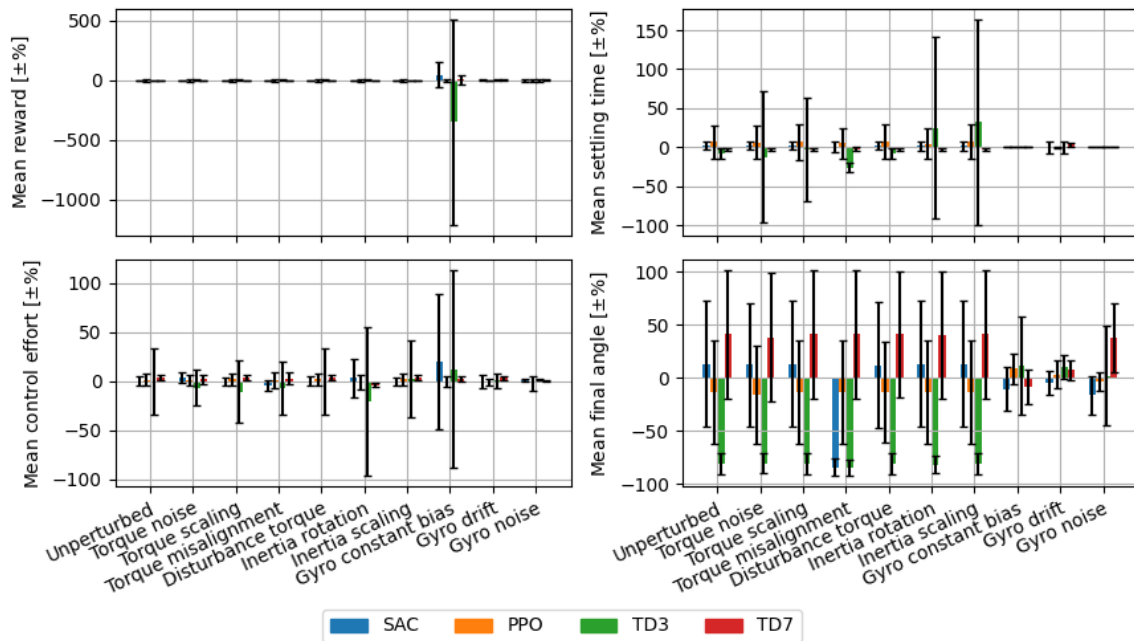 Mean reward [±%]
500
0
−500
−1000
Mean settling time [±%]
150
100
50
0
−50
−100
Mean control effort [±%]
100
50
0
−50
−100
Mean final angle [±%]
100
50
0
−50
−100
Unperturbed
Torque noise
Torque scaling
Torque misalignment
Disturbance torque
Inertia rotation
Inertia scaling
Gyro constant bias
Gyro drift
Gyro noise
Unperturbed
Torque noise
Torque scaling
Torque misalignment
Disturbance torque
Inertia rotation
Inertia scaling
Gyro constant bias
Gyro drift
Gyro noise
SAC PPO TD3 TD7